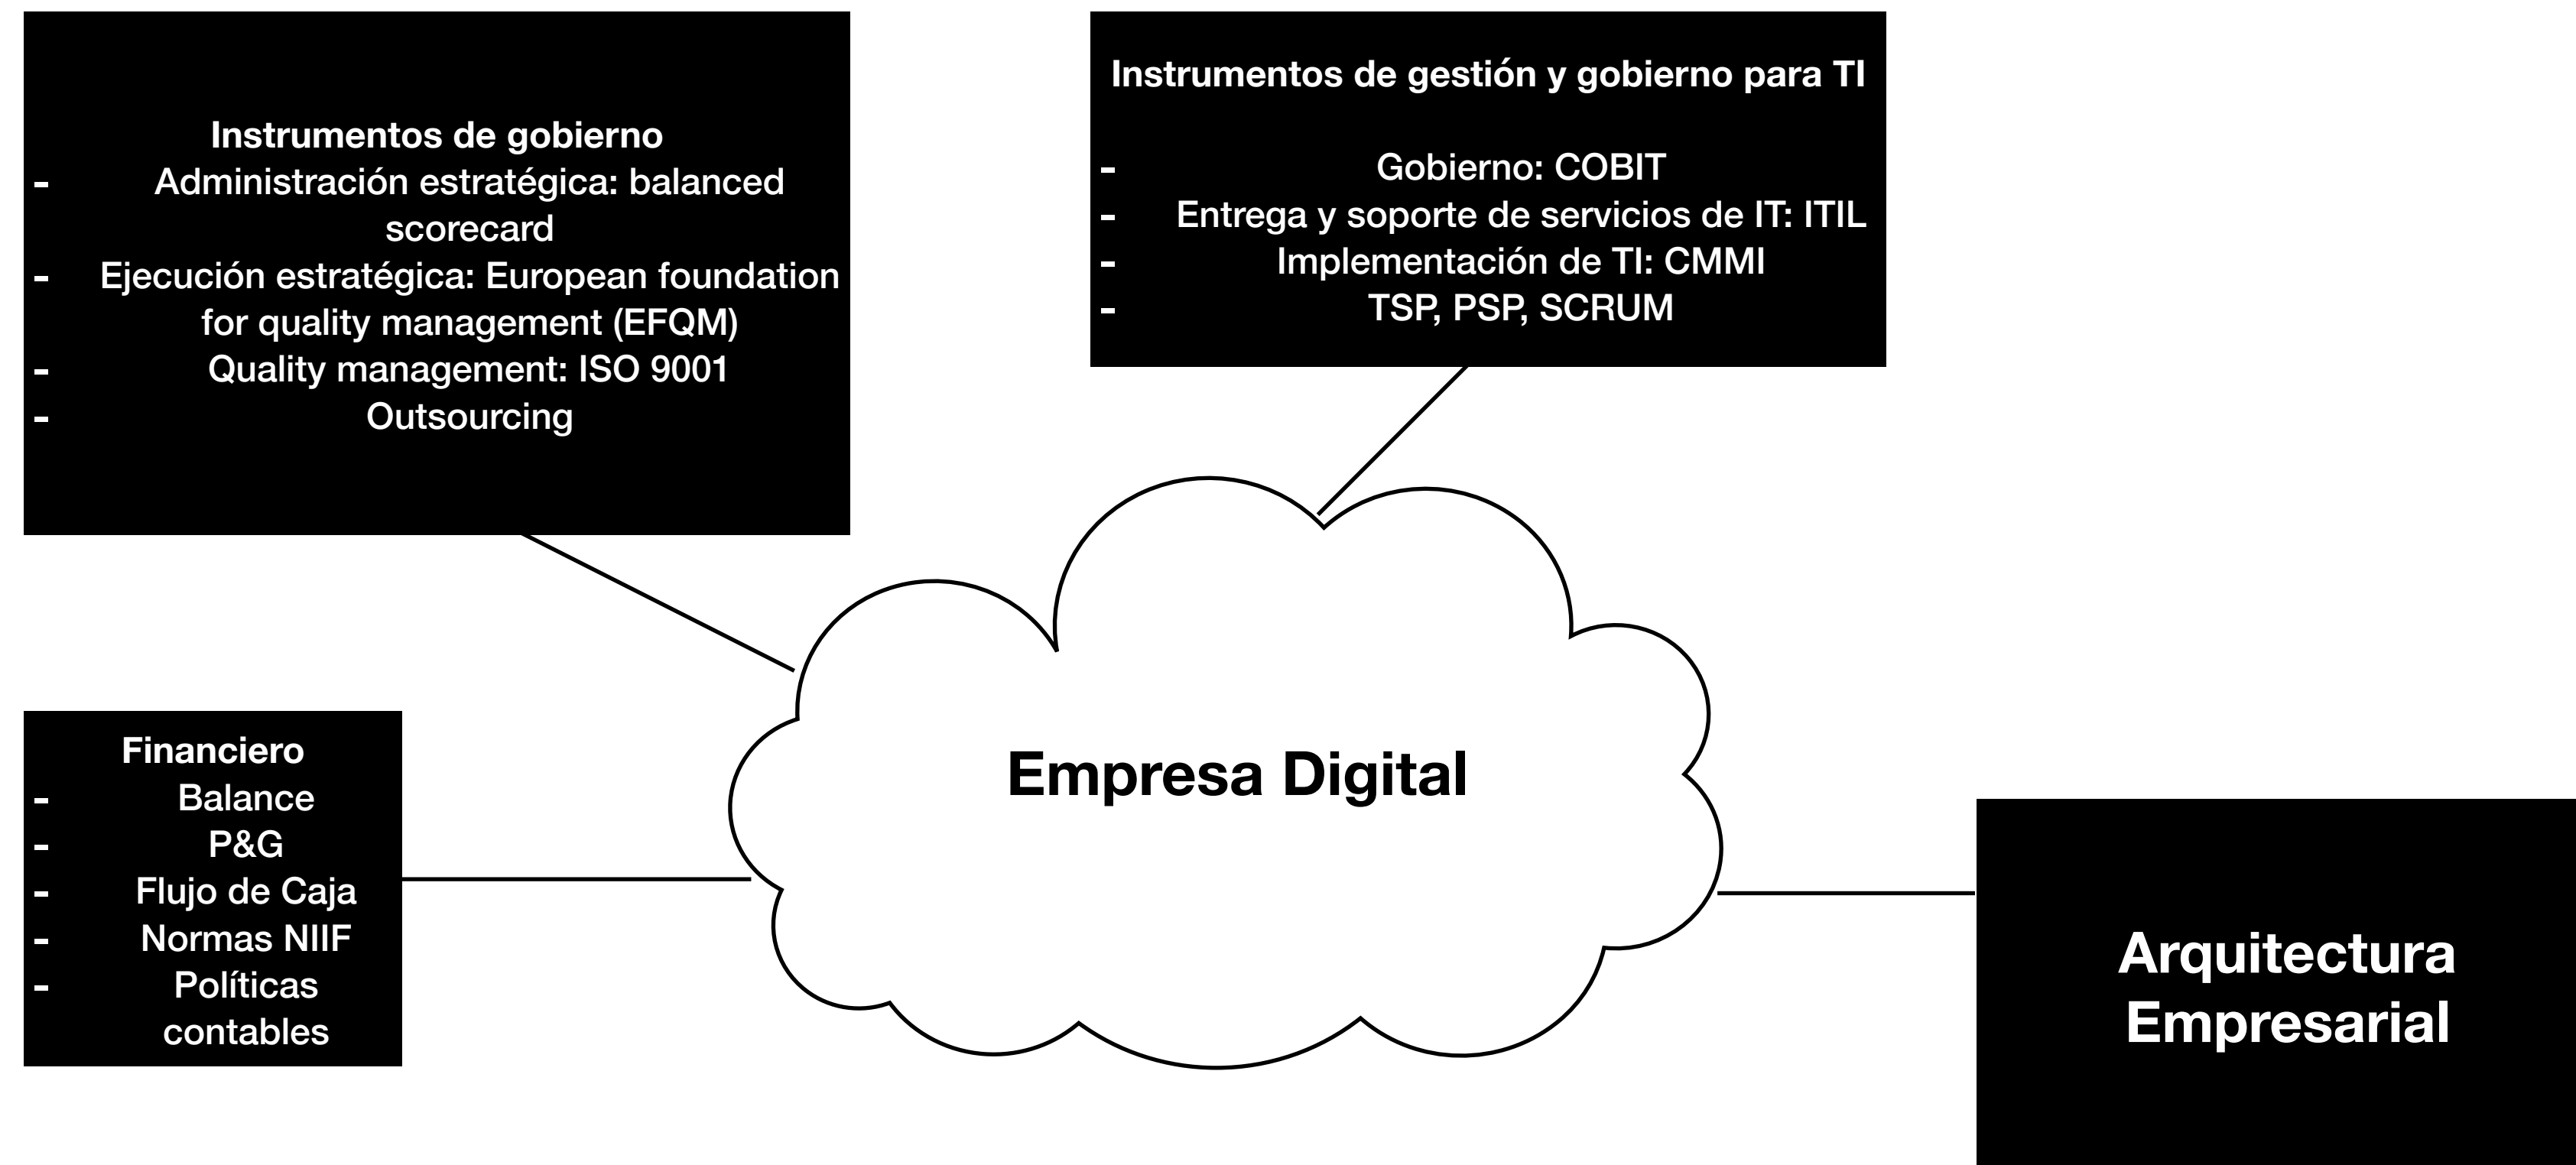 Instrumentos de gobierno
- Administración estratégica: balanced
scorecard
- Ejecución estratégica: European foundation
for quality management (EFQM)
- Quality management: ISO 9001
- Outsourcing
Instrumentos de gestión y gobierno para TI
- Gobierno: COBIT
- Entrega y soporte de servicios de IT: ITIL
- Implementación de TI: CMMI
- TSP, PSP, SCRUM
Financiero
- Balance
- P&G
- Flujo de Caja
- Normas NIIF
- Políticas
contables
Empresa Digital
Arquitectura
Empresarial